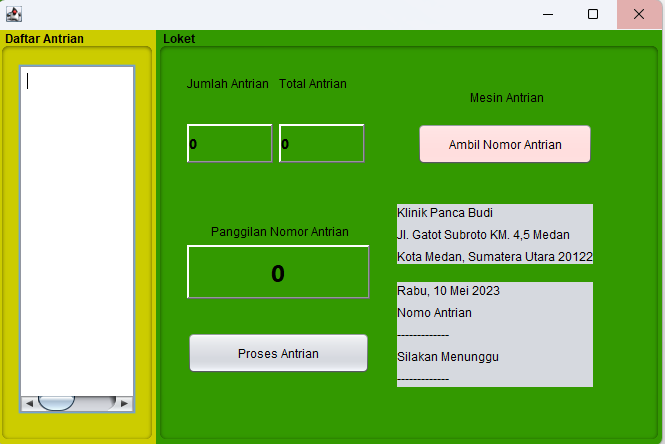 Daftar Antrian
Loket
Jumlah Antrian
Total Antrian
0
0
Mesin Antrian
Ambil Nomor Antrian
Panggilan Nomor Antrian
0
Proses Antrian
Klinik Panca Budi
Jl. Gatot Subroto KM. 4,5 Medan
Kota Medan, Sumatera Utara 20122
Rabu, 10 Mei 2023
Nomo Antrian
-------------
Silakan Menunggu
-------------